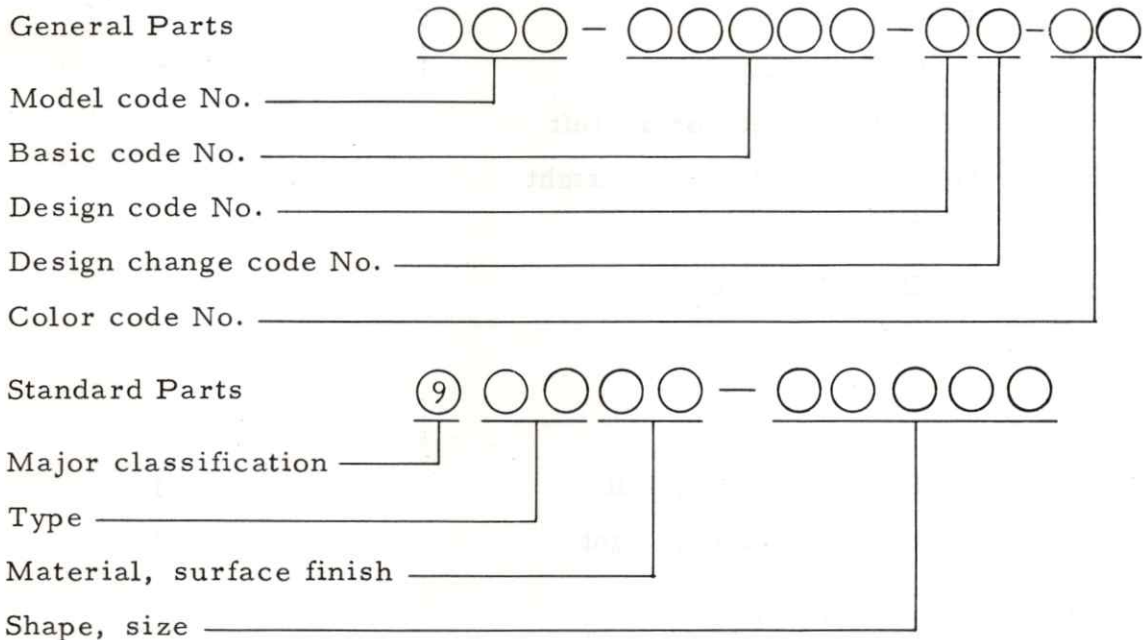 General Parts
Model code No.
Basic code No.
Design code No.
Design change code No.
Color code No.
Standard Parts 9
Major classification
Type
Material, surface finish
Shape, size